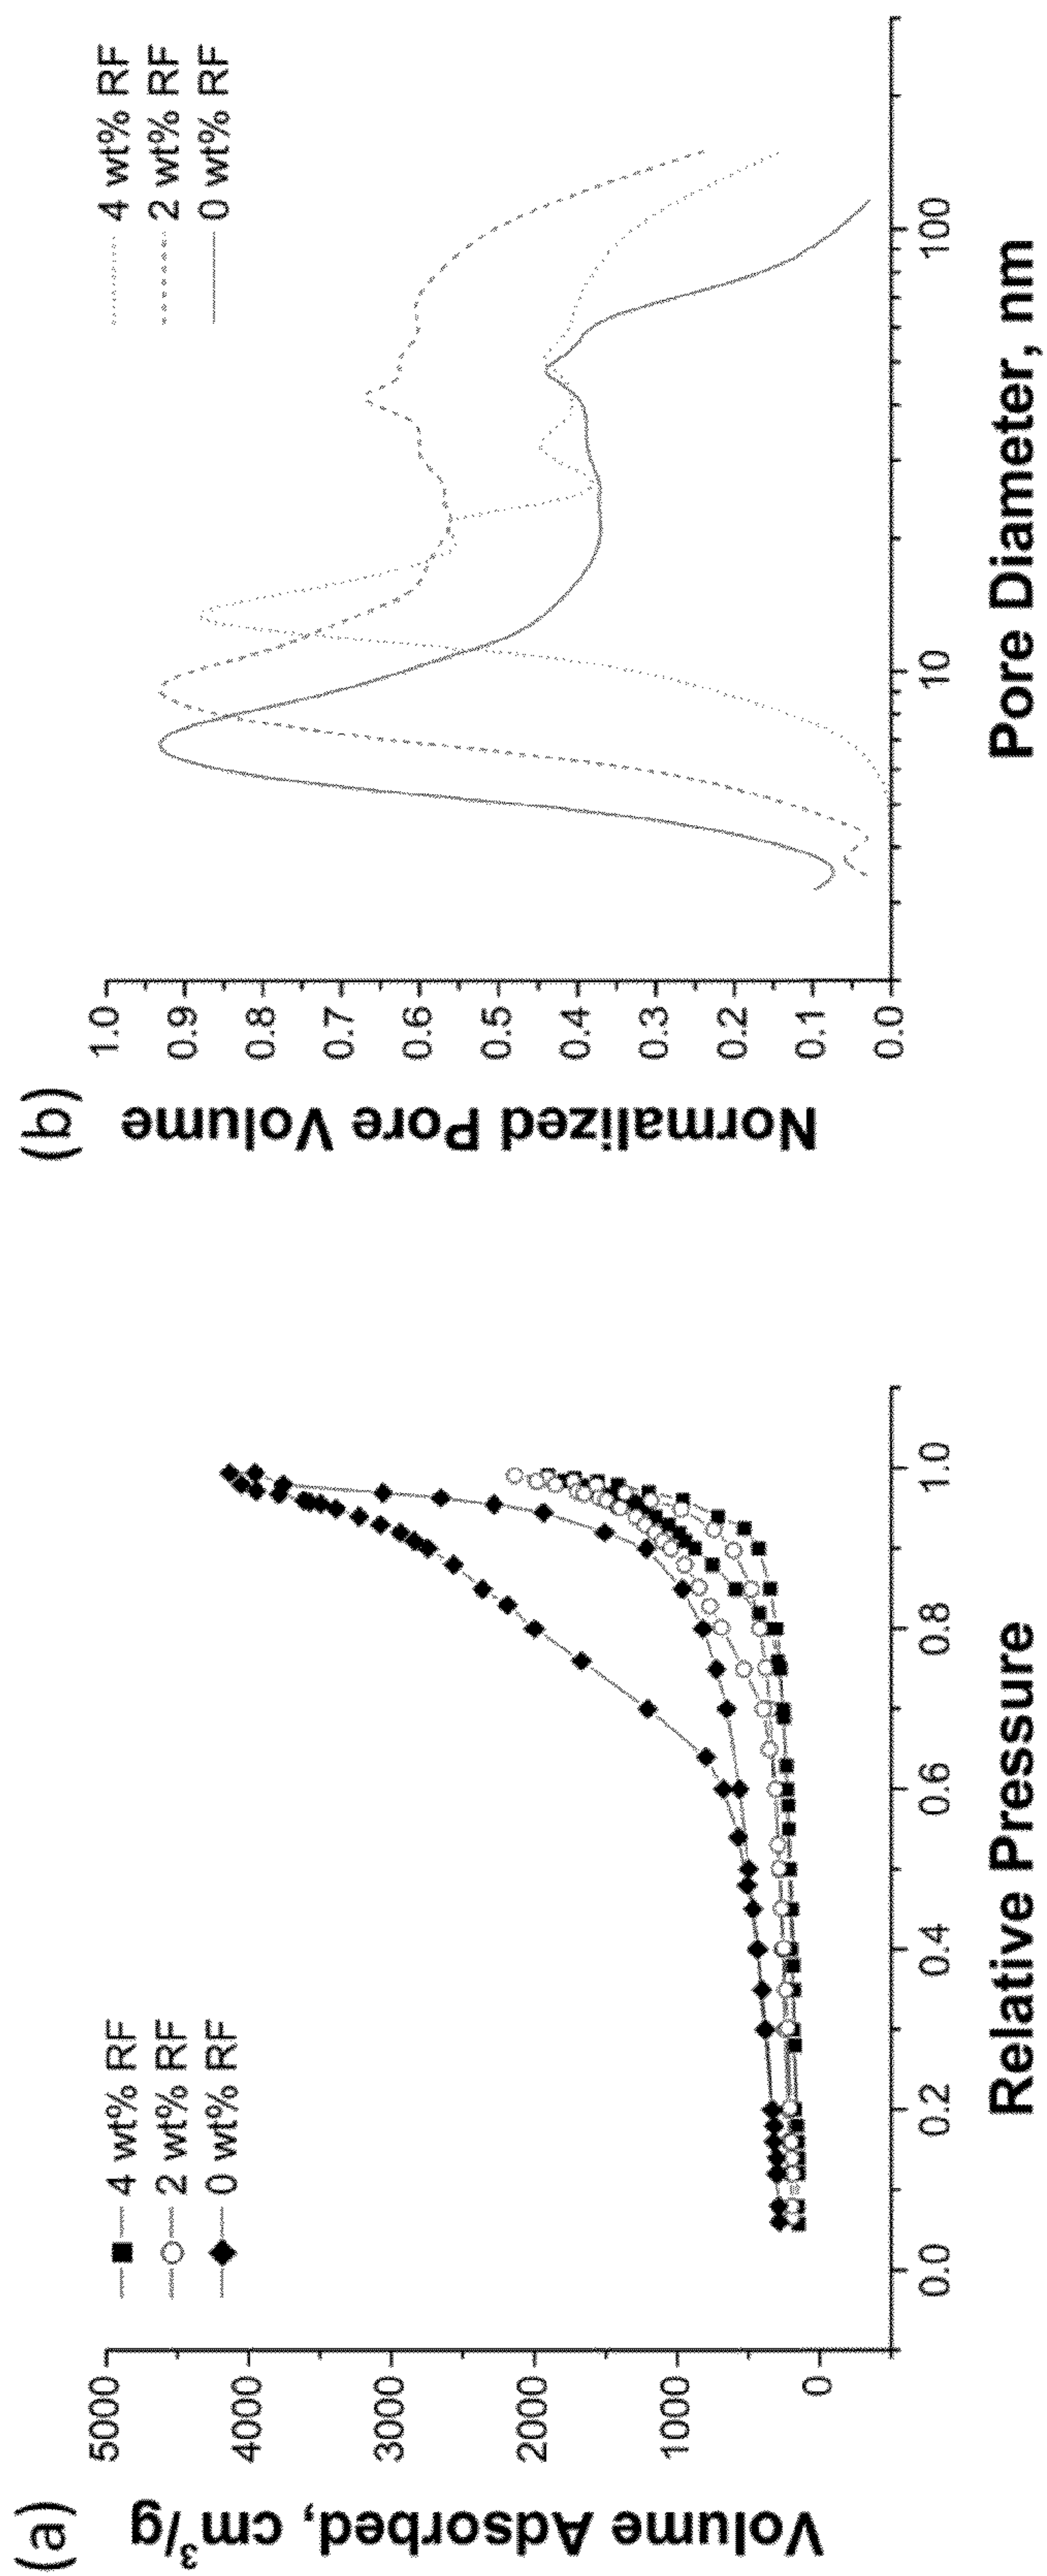 (a)
Volume Adsorbed, cm³/g
5000
4000
3000
2000
1000
0
4 wt% RF
2 wt% RF
0 wt% RF
0.0
0.2
0.4
0.6
0.8
1.0
Relative Pressure
(b)
Normalized Pore Volume
1.0
0.9
0.8
0.7
0.6
0.5
0.4
0.3
0.2
0.1
0.0
4 wt% RF
2 wt% RF
0 wt% RF
10
100
Pore Diameter, nm